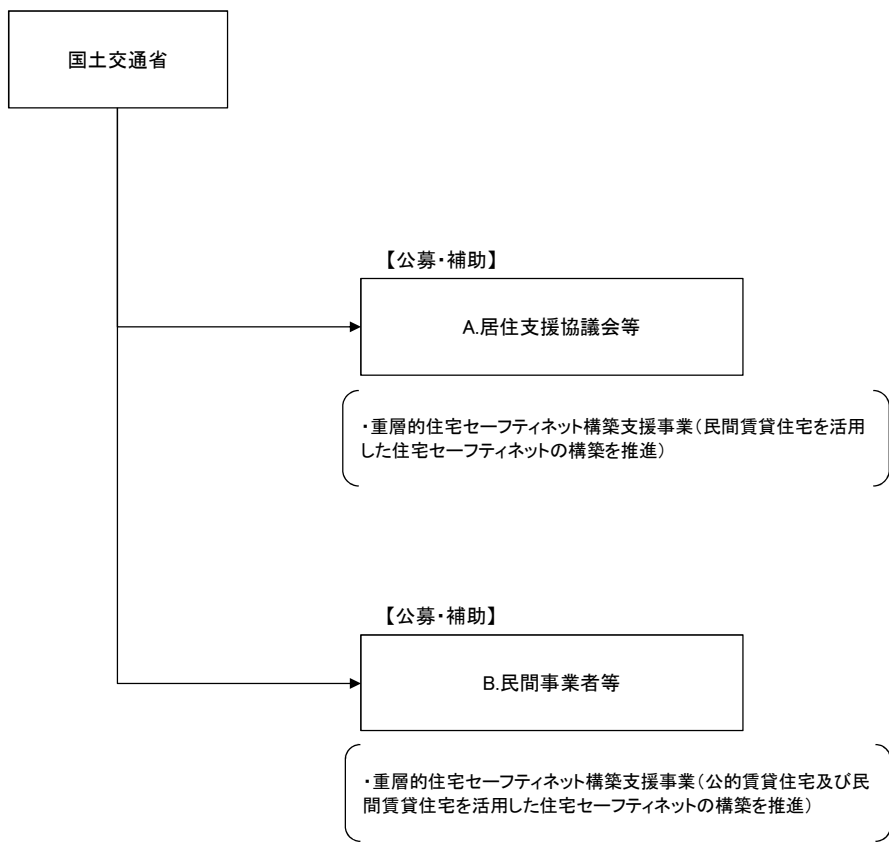 国土交通省
【公募・補助】
A.居住支援協議会等
・重層的住宅セーフティネット構築支援事業（民間賃貸住宅を活用
した住宅セーフティネットの構築を推進）
【公募・補助】
B.民間事業者等
・重層的住宅セーフティネット構築支援事業（公的賃貸住宅及び民
間賃貸住宅を活用した住宅セーフティネットの構築を推進）